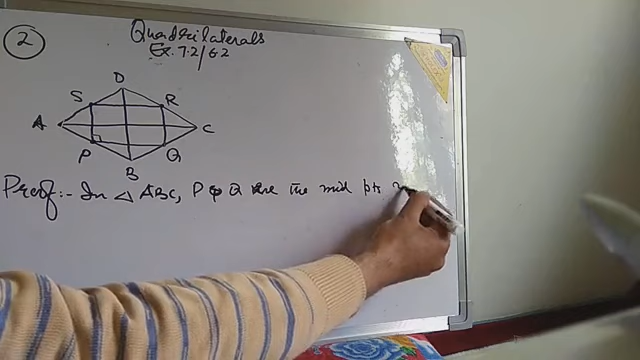 2
Quadrilaterals
Ex. 7.2/6.2
D
S
R
A
C
P
Q
B
Proof:- In △ ABC, P & Q are the mid pts